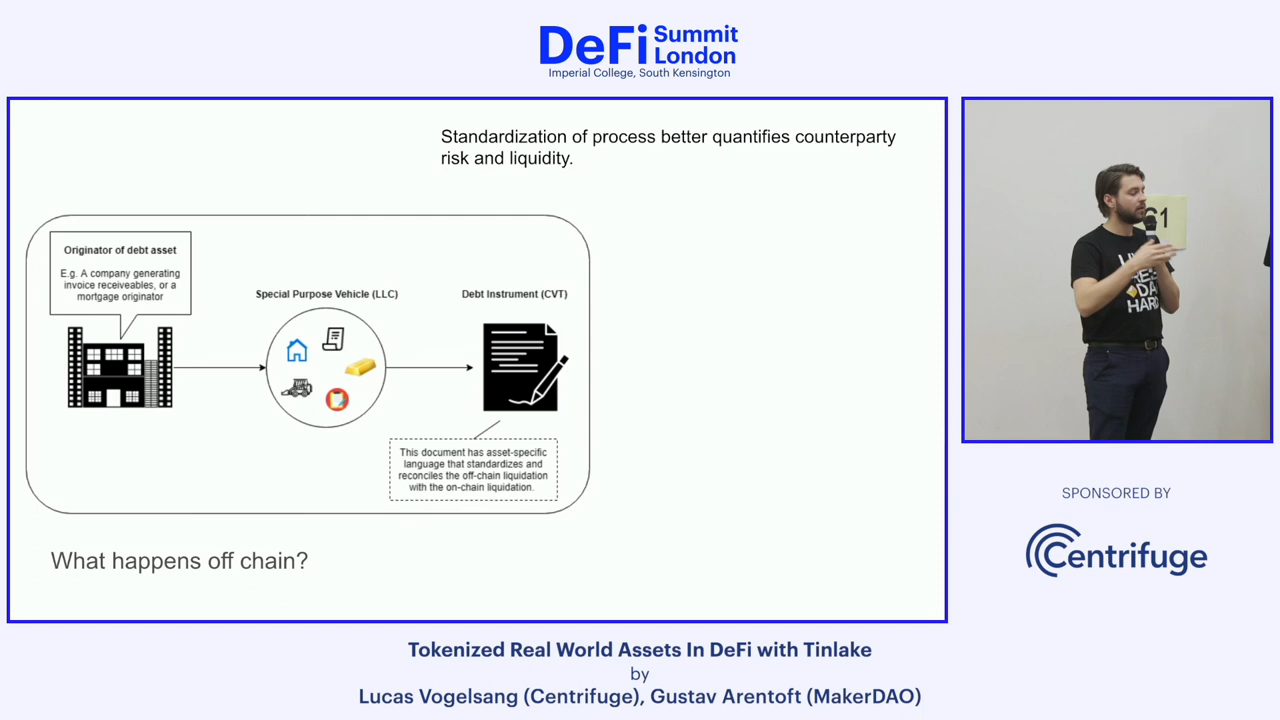 DeFi Summit London
Imperial College, South Kensington
Standardization of process better quantifies counterparty
risk and liquidity.
Originator of debt asset
E.g. A company generating
invoice receiveables, or a
mortgage originator
Special Purpose Vehicle (LLC)
Debt Instrument (CVT)
This document has asset-specific
language that standardizes and
reconciles the off-chain liquidation
with the on-chain liquidation.
What happens off chain?
SPONSORED BY
Centrifuge
Tokenized Real World Assets In DeFi with Tinlake
by
Lucas Vogelsang (Centrifuge), Gustav Arentoft (MakerDAO)